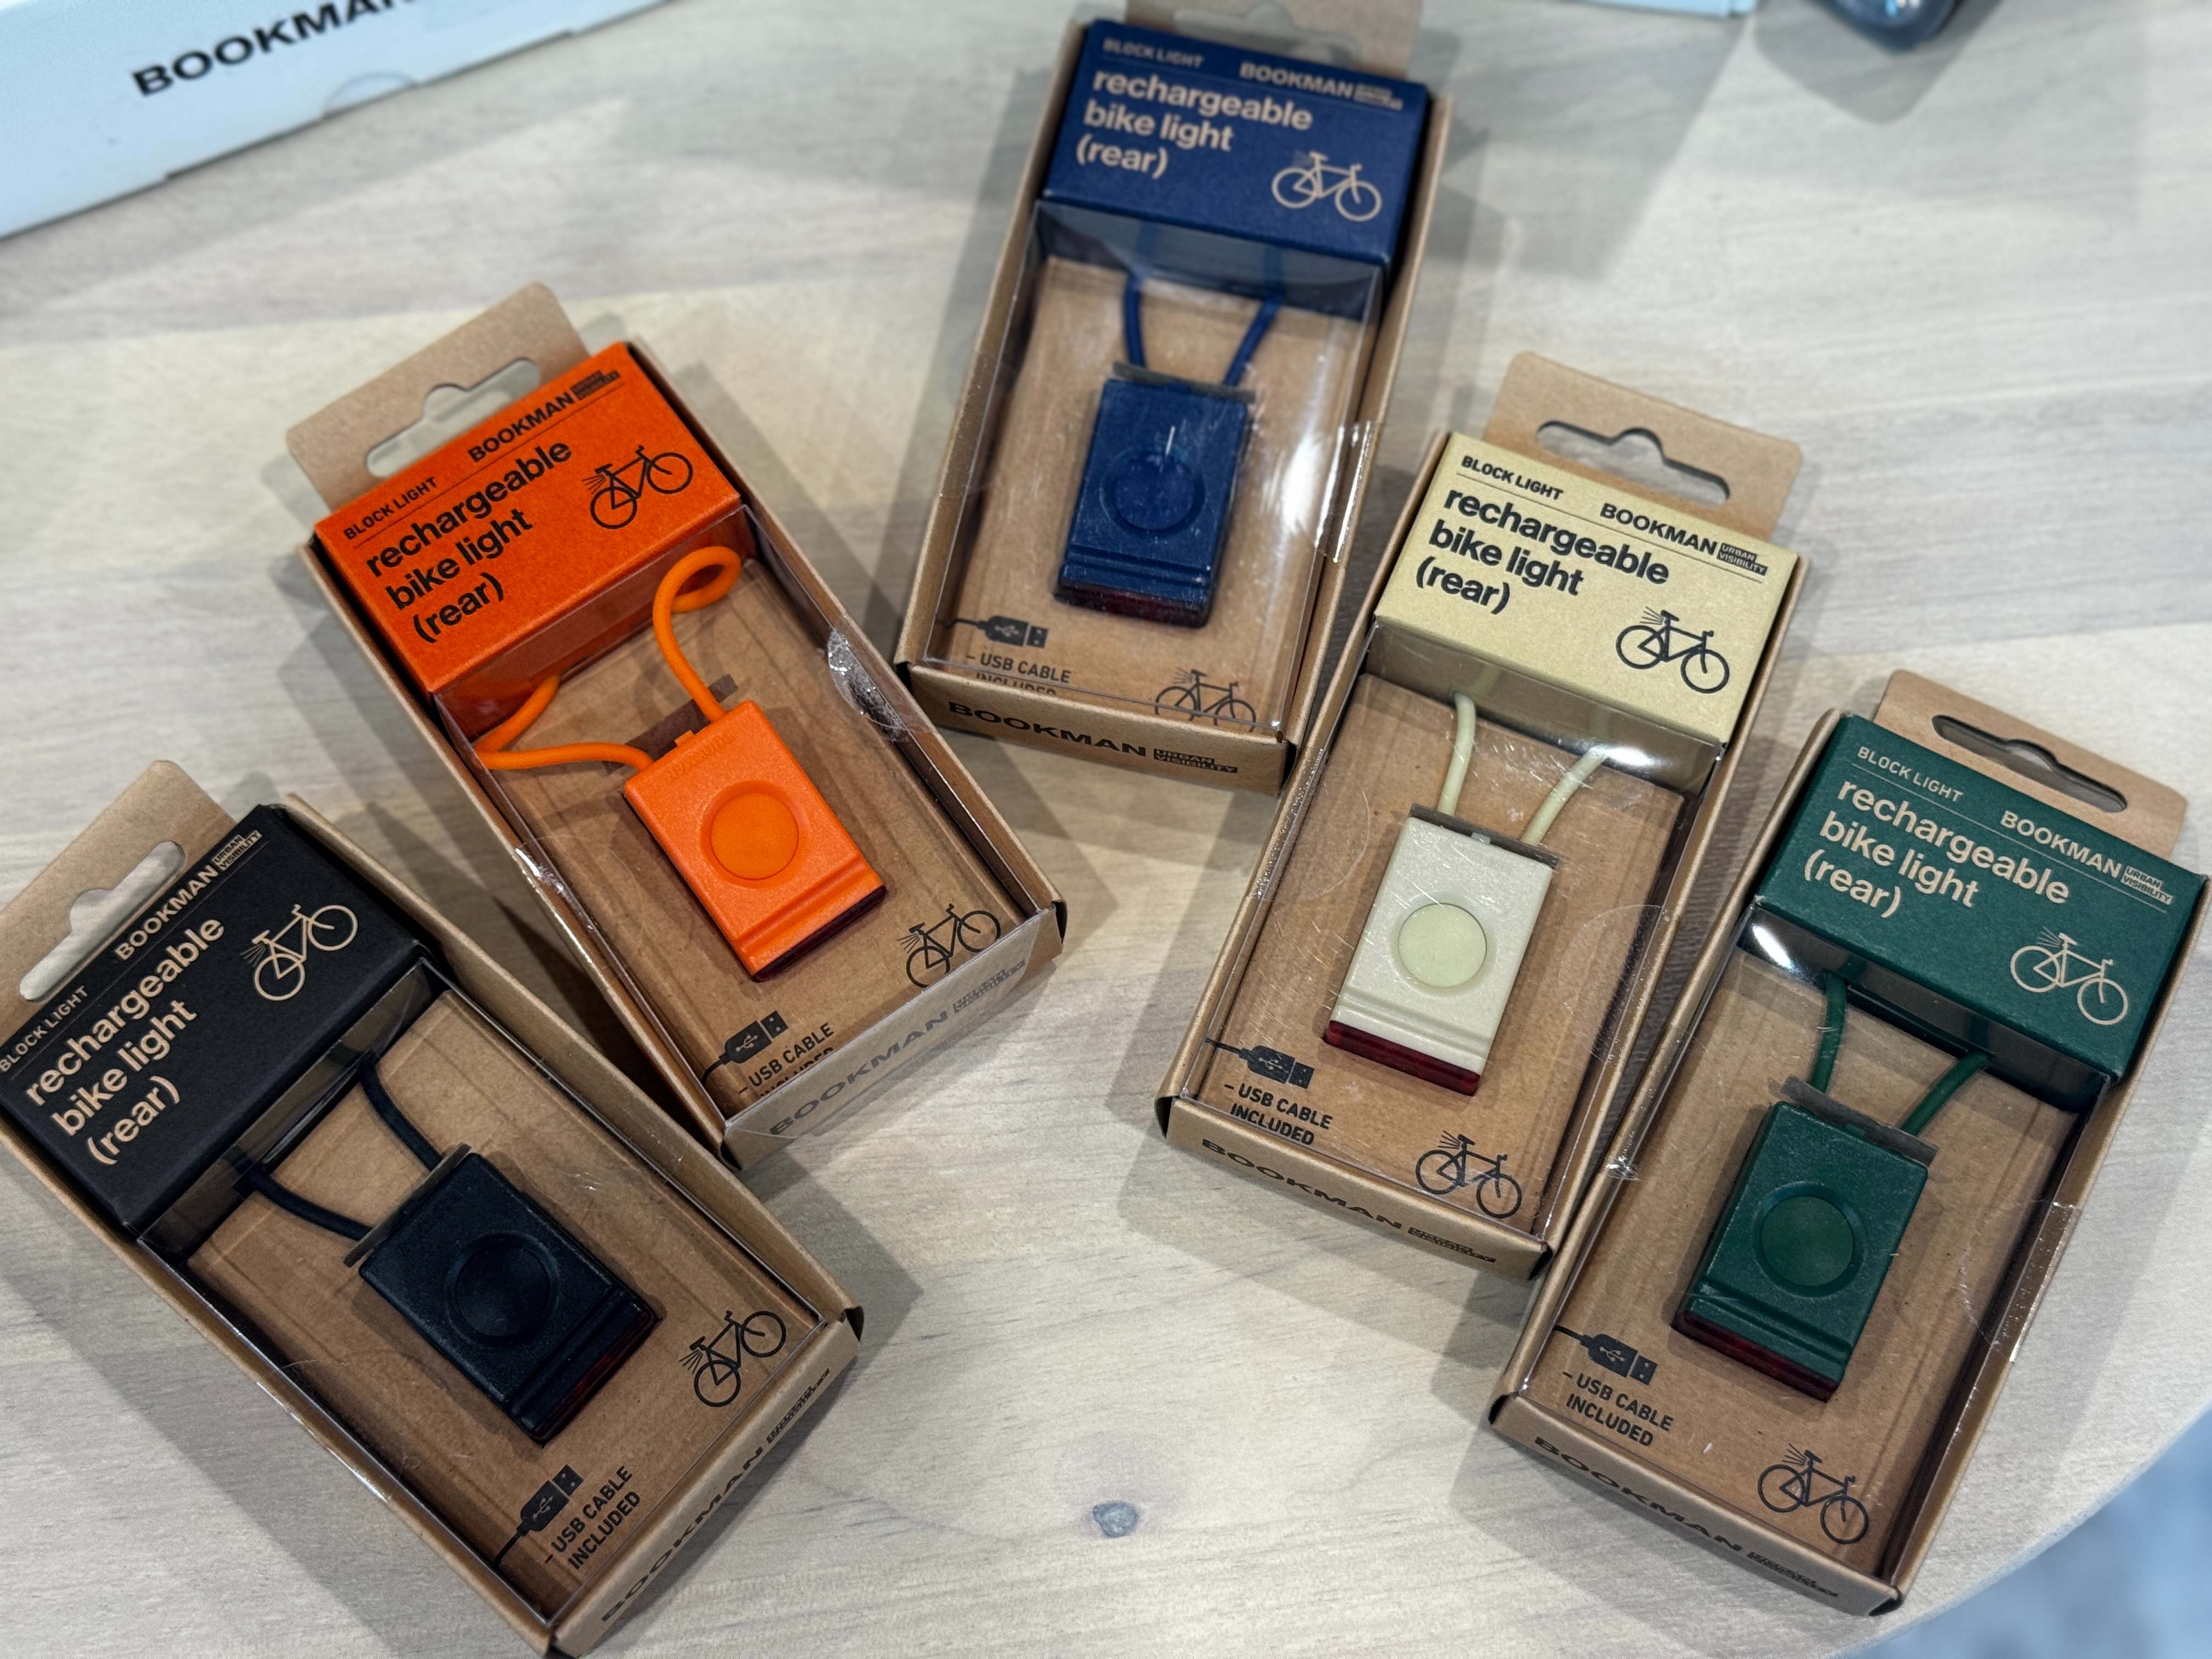 BOOKMAN
BLOCK LIGHT
BOOKMAN
rechargeable
bike light
(rear)
- USB CABLE
INCLUDED
BOOKMAN URBAN
VISIBILITY
BLOCK LIGHT
BOOKMAN URBAN
VISIBILITY
rechargeable
bike light
(rear)
- USB CABLE
BOOKMAN
BLOCK LIGHT
BOOKMAN URBAN
VISIBILITY
rechargeable
bike light
(rear)
- USB CABLE
INCLUDED
BOOKMAN
BLOCK LIGHT
BOOKMAN URBAN
VISIBILITY
rechargeable
bike light
(rear)
- USB CABLE
INCLUDED
BOOKMAN
BLOCK LIGHT
BOOKMAN URBAN
VISIBILITY
rechargeable
bike light
(rear)
- USB CABLE
INCLUDED
BOOKMAN